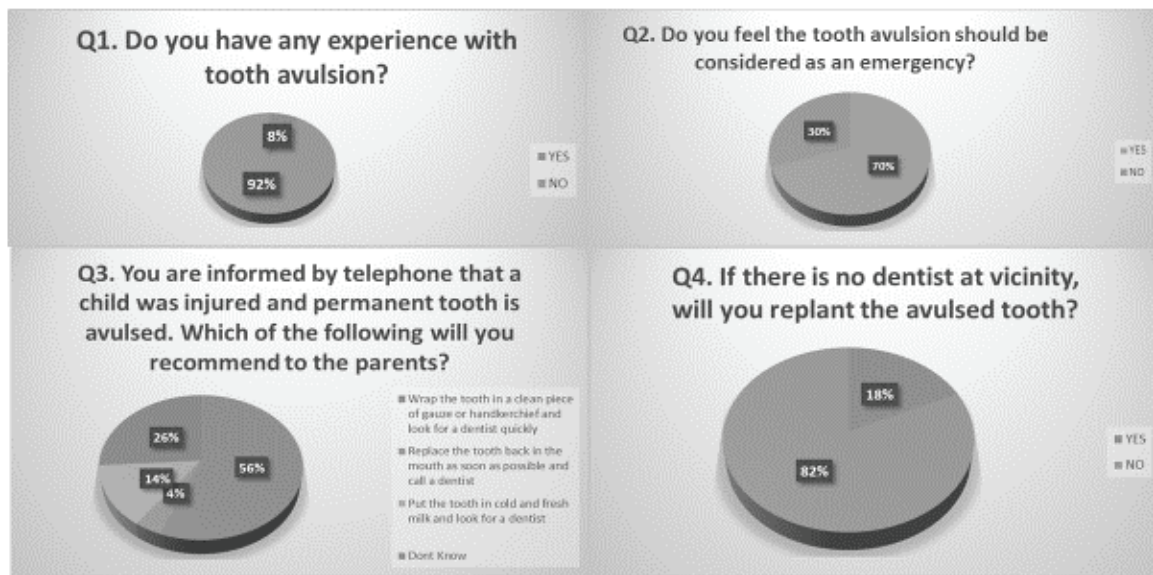 Q1. Do you have any experience with
tooth avulsion?
8%
92%
YES
NO
Q2. Do you feel the tooth avulsion should be
considered as an emergency?
30%
70%
YES
NO
Q3. You are informed by telephone that a
child was injured and permanent tooth is
avulsed. Which of the following will you
recommend to the parents?
26%
56%
14%
4%
Wrap the tooth in a clean piece
of gauze or handkerchief and
look for a dentist quickly
Replace the tooth back in the
mouth as soon as possible and
call a dentist
Put the tooth in cold and fresh
milk and look for a dentist
Dont Know
Q4. If there is no dentist at vicinity,
will you replant the avulsed tooth?
18%
82%
YES
NO